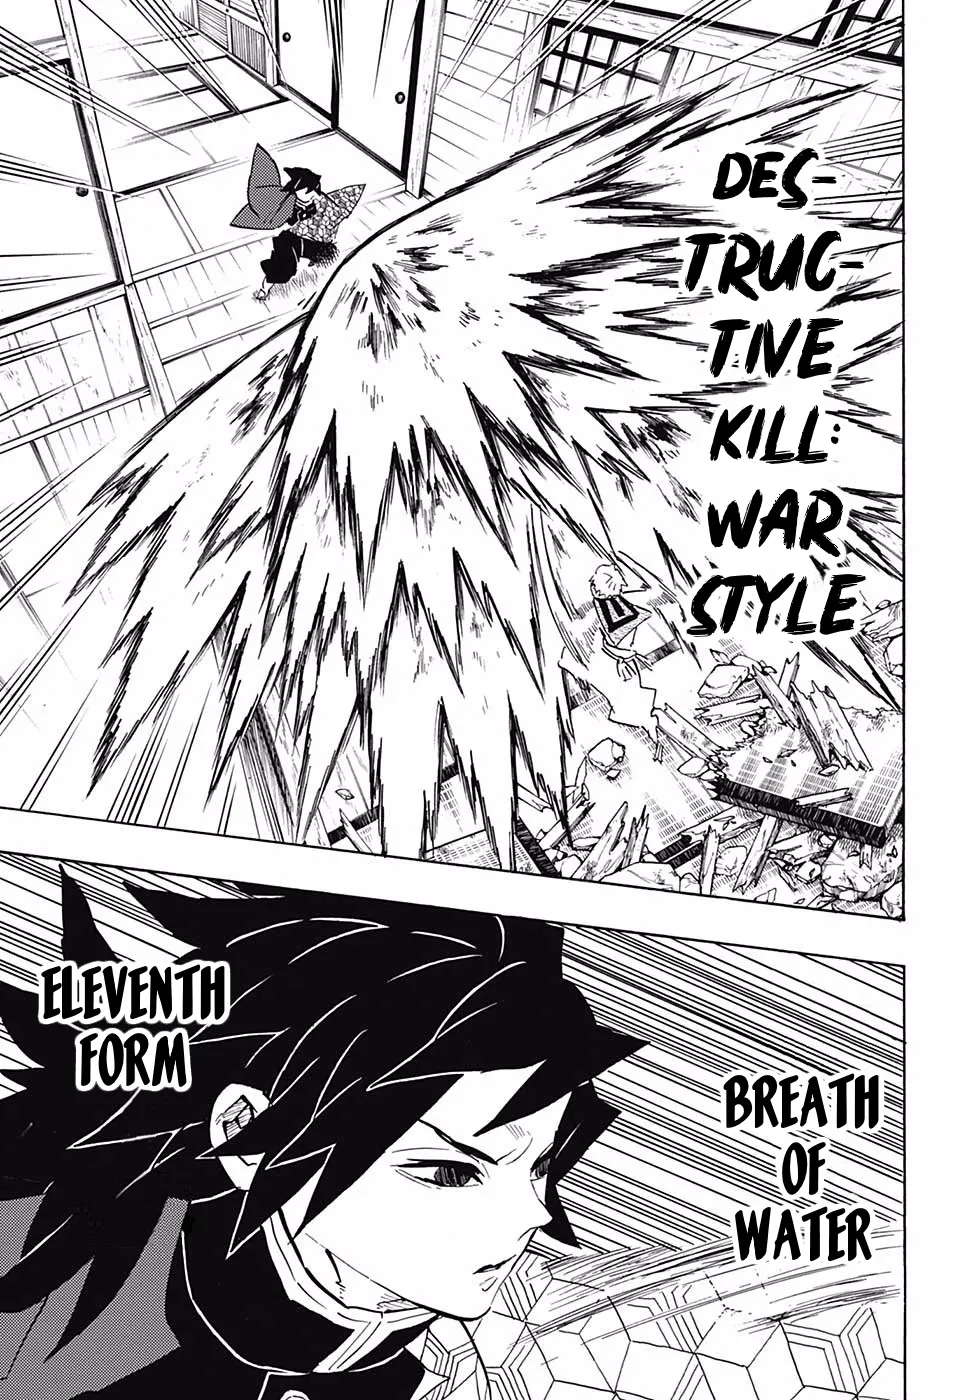 DES-
TRUC-
TIVE
KILL:
WAR
STYLE
BREATH
OF
WATER
ELEVENTH
FORM